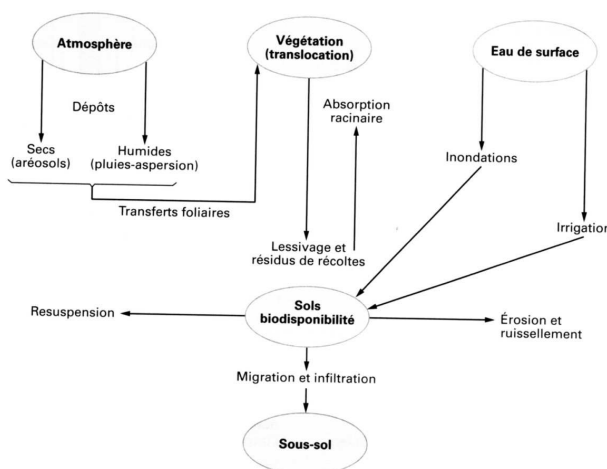 Atmosphère
Végétation
(translocation)
Eau de surface
Dépôts
Absorption
racinaire
Secs
(aréosols)
Humides
(pluies-aspersion)
Inondations
Transferts foliaires
Irrigation
Lessivage et
résidus de récoltes
Sols
biodisponibilité
Resuspension
Érosion et
ruissellement
Migration et infiltration
Sous-sol